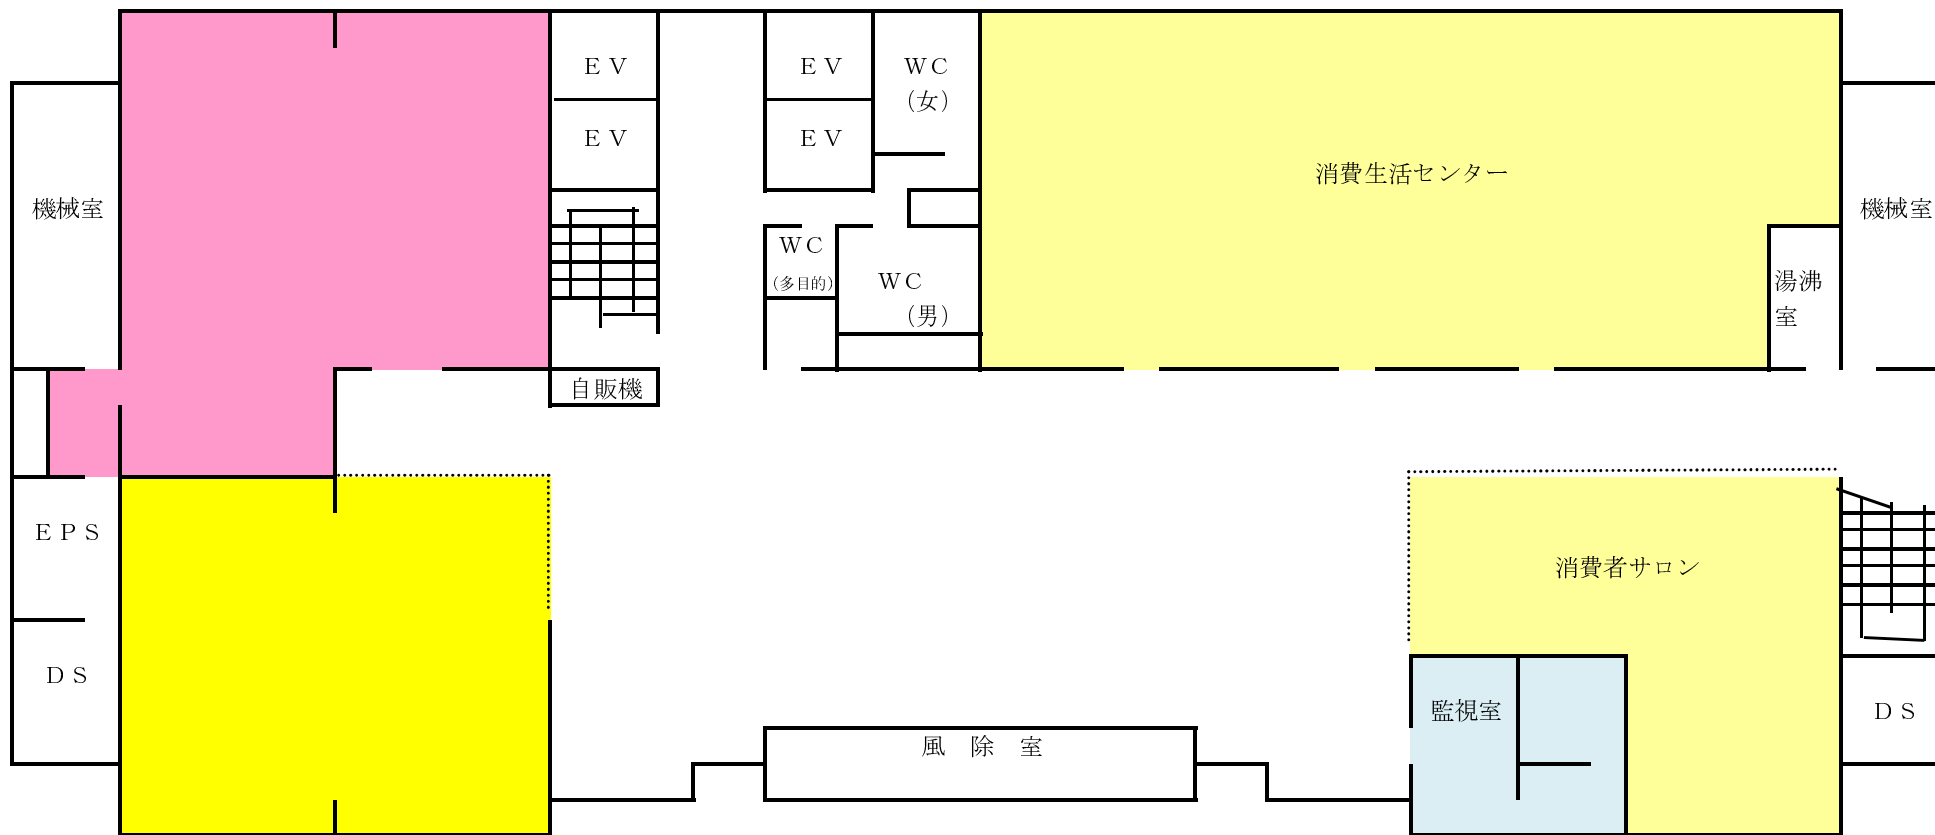 ＥＶ
ＥＶ
ＷＣ
（女）
ＥＶ
ＥＶ
消費生活センター
機械室
機械室
ＷＣ
（多目的）
ＷＣ
（男）
湯沸
室
自販機
ＥＰＳ
消費者サロン
ＤＳ
監視室
ＤＳ
風　除　室